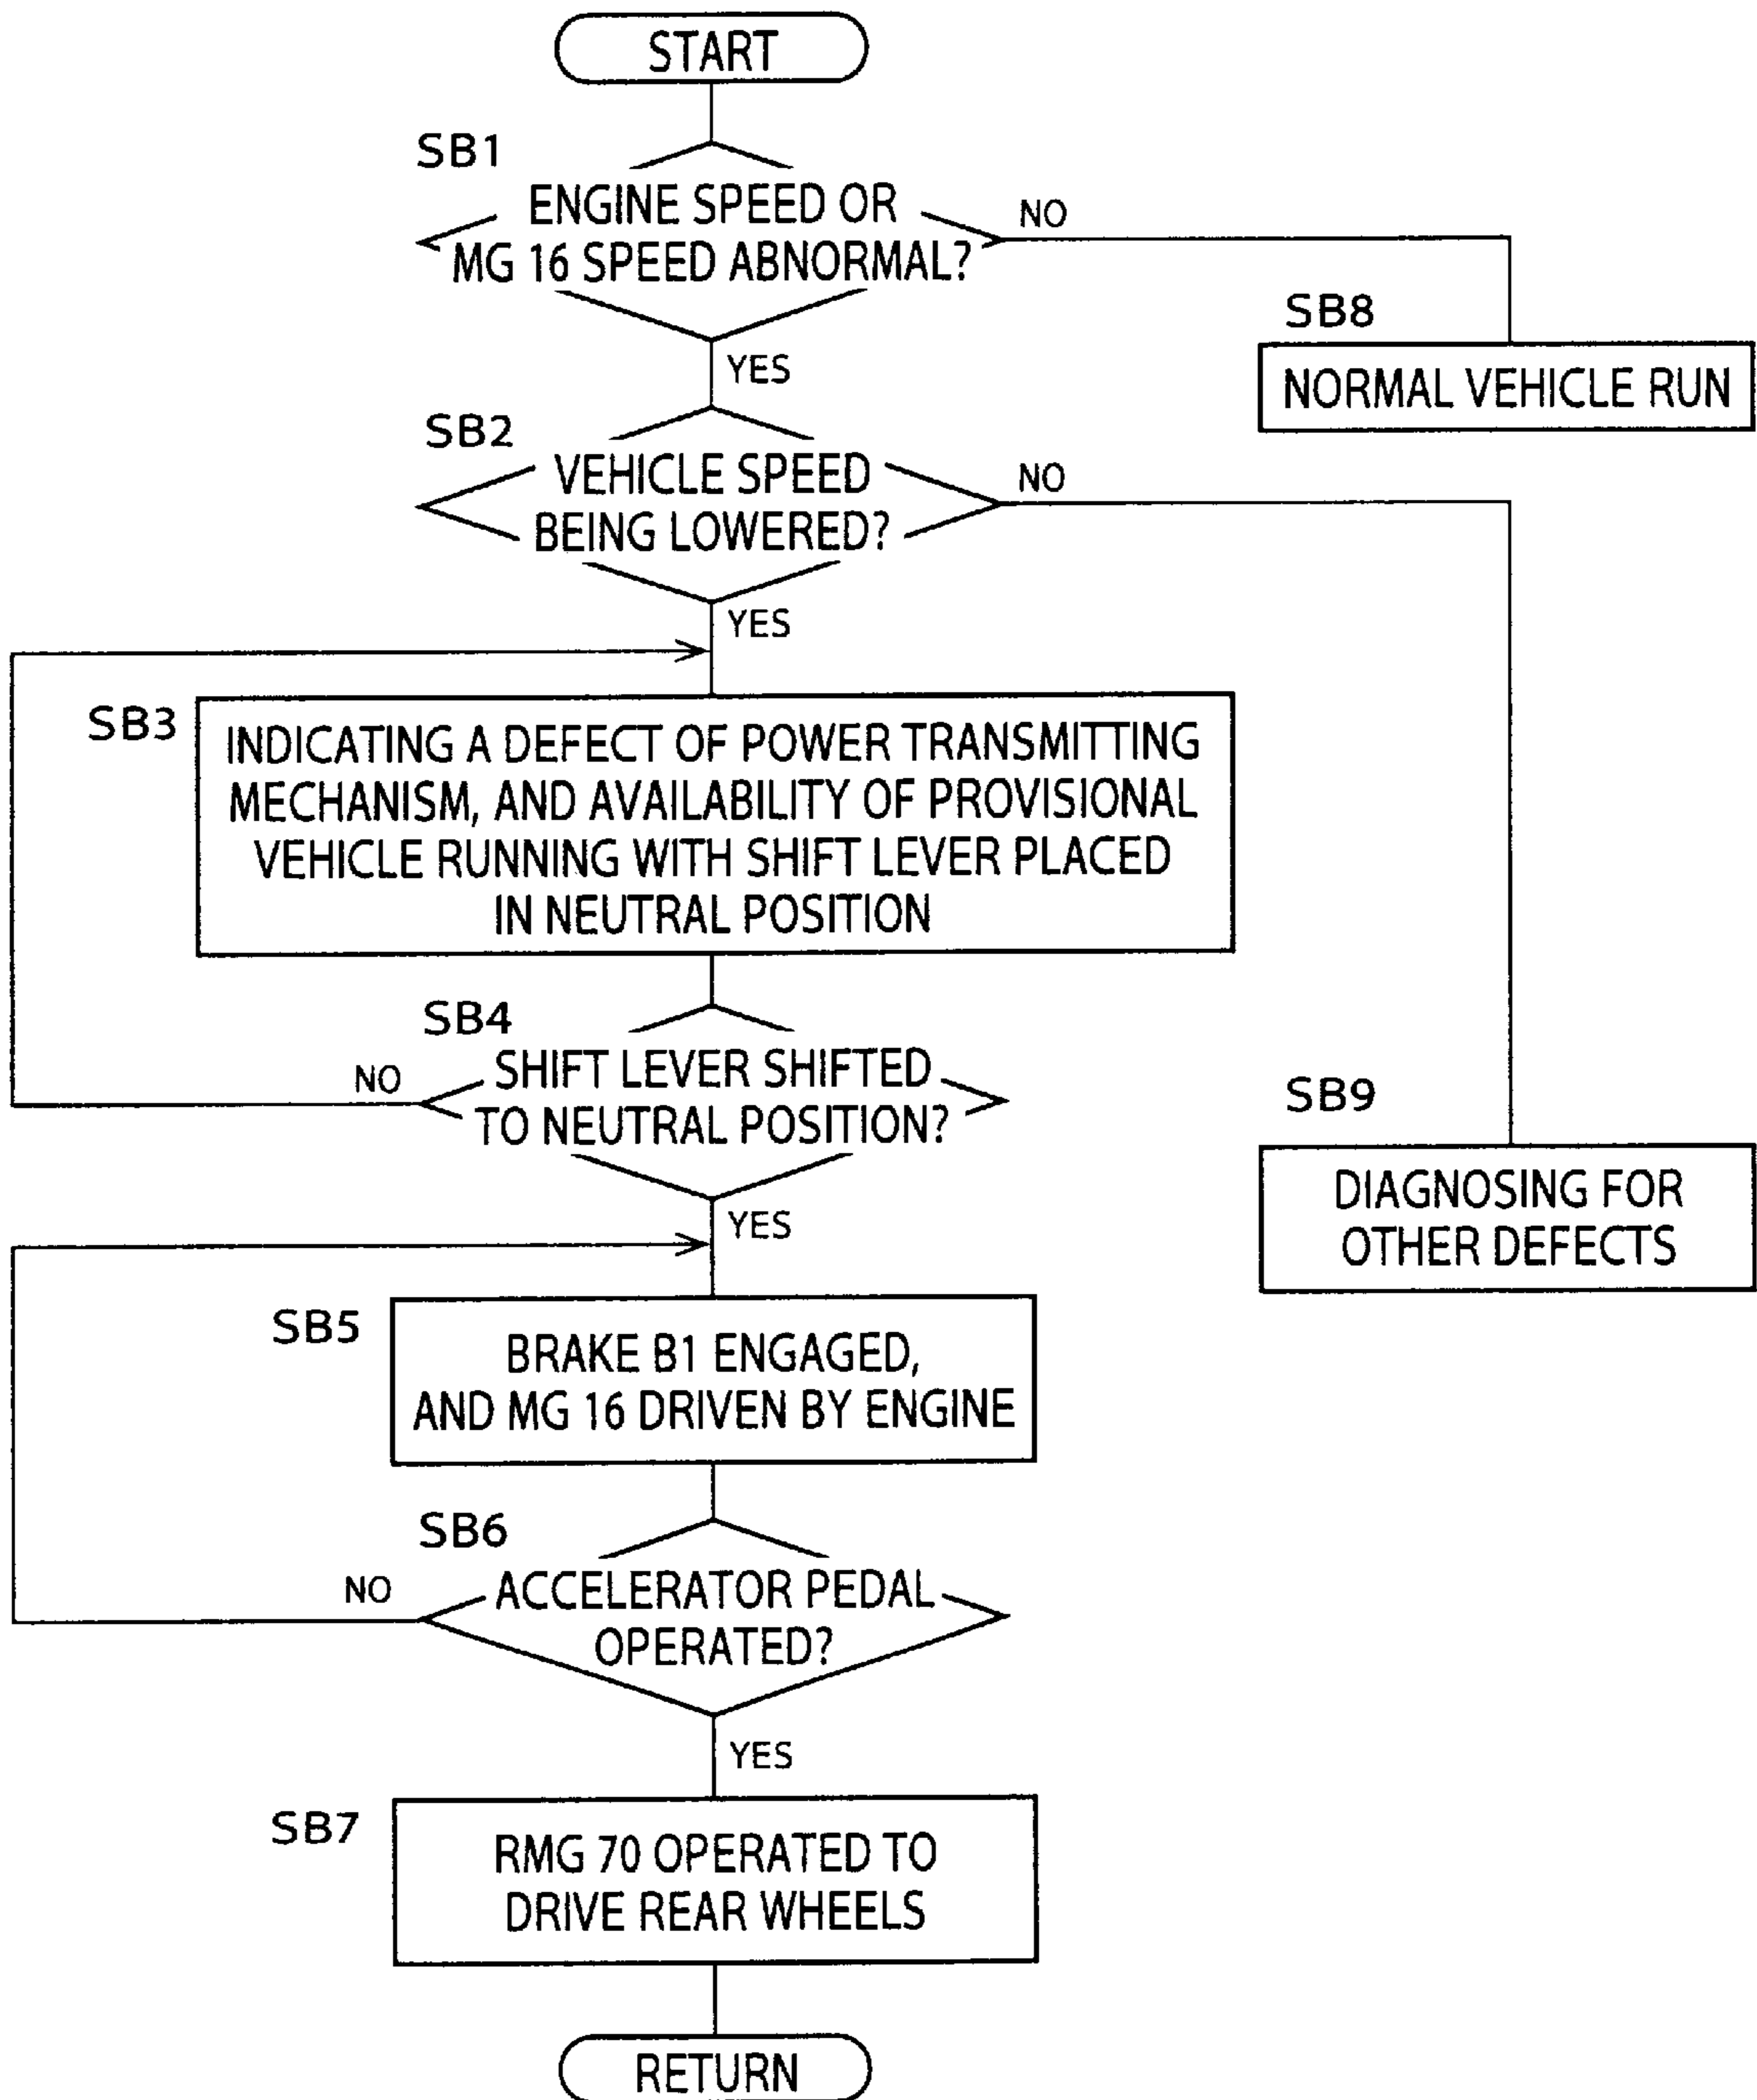 START
SB1
ENGINE SPEED OR
MG 16 SPEED ABNORMAL?
NO
YES
SB8
NORMAL VEHICLE RUN
SB2
VEHICLE SPEED
BEING LOWERED?
NO
YES
SB3
INDICATING A DEFECT OF POWER TRANSMITTING
MECHANISM, AND AVAILABILITY OF PROVISIONAL
VEHICLE RUNNING WITH SHIFT LEVER PLACED
IN NEUTRAL POSITION
SB4
SHIFT LEVER SHIFTED
TO NEUTRAL POSITION?
NO
YES
SB9
DIAGNOSING FOR
OTHER DEFECTS
SB5
BRAKE B1 ENGAGED,
AND MG 16 DRIVEN BY ENGINE
SB6
ACCELERATOR PEDAL
OPERATED?
NO
YES
SB7
RMG 70 OPERATED TO
DRIVE REAR WHEELS
RETURN